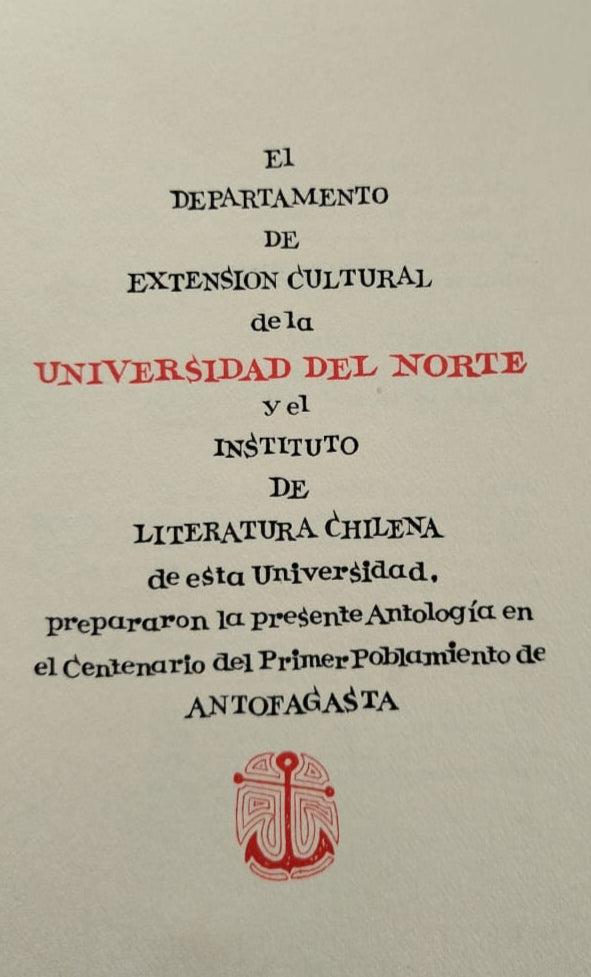 El
DEPARTAMENTO
DE
EXTENSION CULTURAL
de la
UNIVERSIDAD DEL NORTE
y el
INSTITUTO
DE
LITERATURA CHILENA
de esta Universidad,
prepararon la presente Antología en
el Centenario del Primer Poblamiento de
ANTOFAGASTA